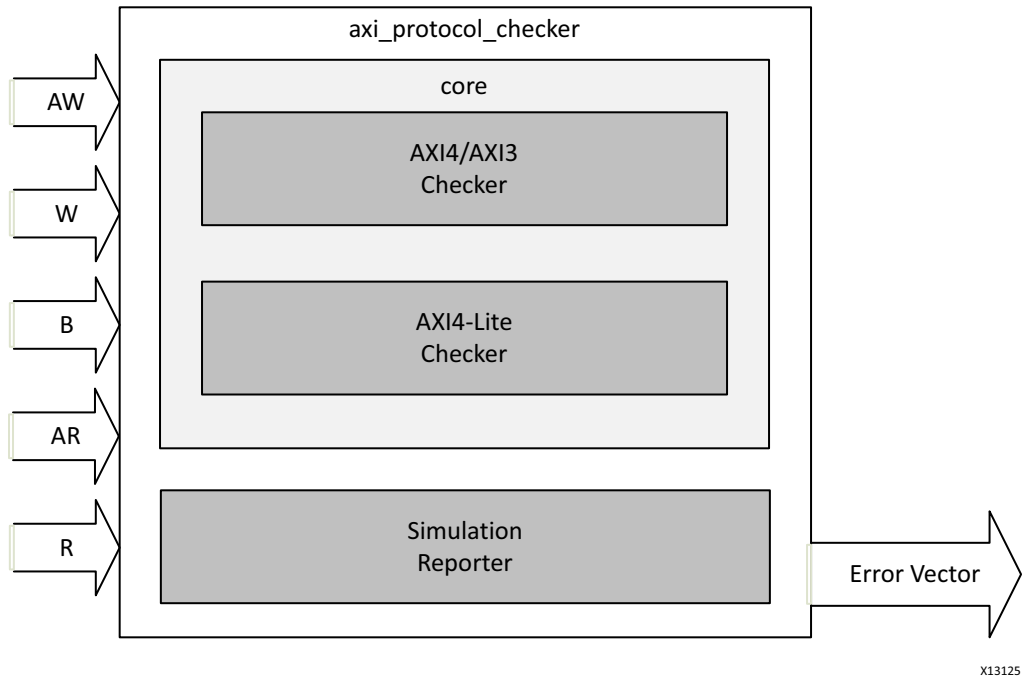 axi_protocol_checker
core
AW
AXI4/AXI3
Checker
W
B
AXI4-Lite
Checker
AR
R
Simulation
Reporter
Error Vector
X13125